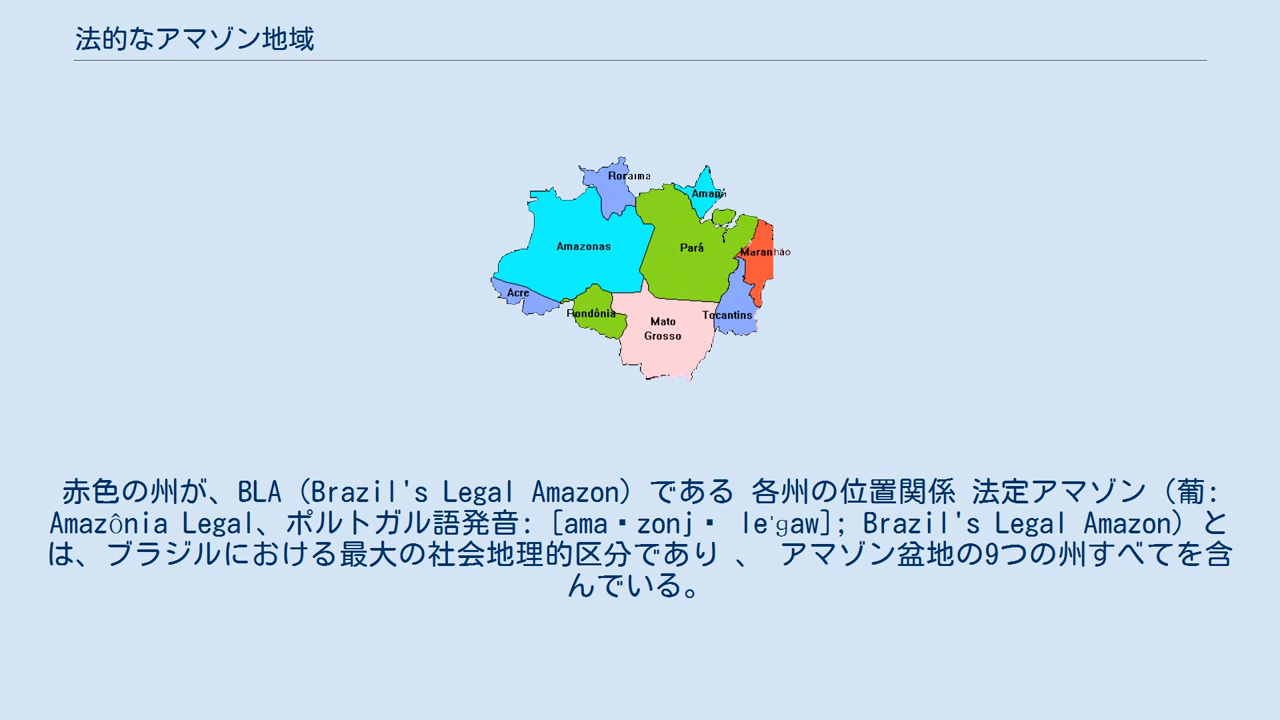 法的なアマゾン地域
Roraima
Amapá
Amazonas
Pará
Maranhão
Acre
Rondônia
Mato
Grosso
Tocantins
赤色の州が、BLA（Brazil's Legal Amazon）である 各州の位置関係 法定アマゾン（葡:
Amazônia Legal、ポルトガル語発音: [ama・zonj・ leˈgaw]; Brazil's Legal Amazon）と
は、ブラジルにおける最大の社会地理的区分であり 、 アマゾン盆地の9つの州すべてを含
んでいる。